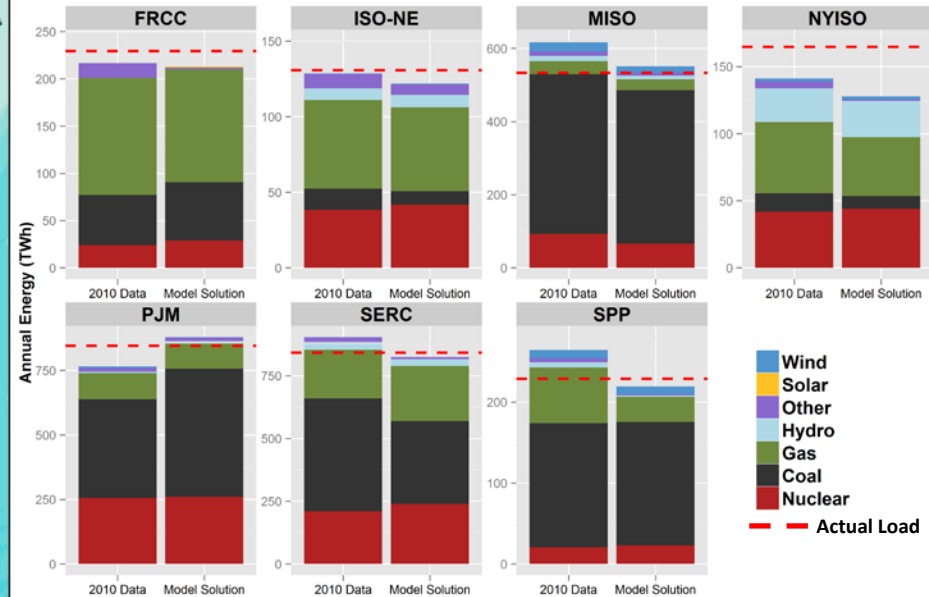 FRCC
ISO-NE
MISO
NYISO
250
200
150
100
50
0
150
100
50
0
600
400
200
0
150
100
50
0
2010 Data
Model Solution
2010 Data
Model Solution
2010 Data
Model Solution
2010 Data
Model Solution
Annual Energy (TWh)
PJM
SERC
SPP
750
500
250
0
750
500
250
0
200
100
0
2010 Data
Model Solution
2010 Data
Model Solution
2010 Data
Model Solution
Wind
Solar
Other
Hydro
Gas
Coal
Nuclear
Actual Load